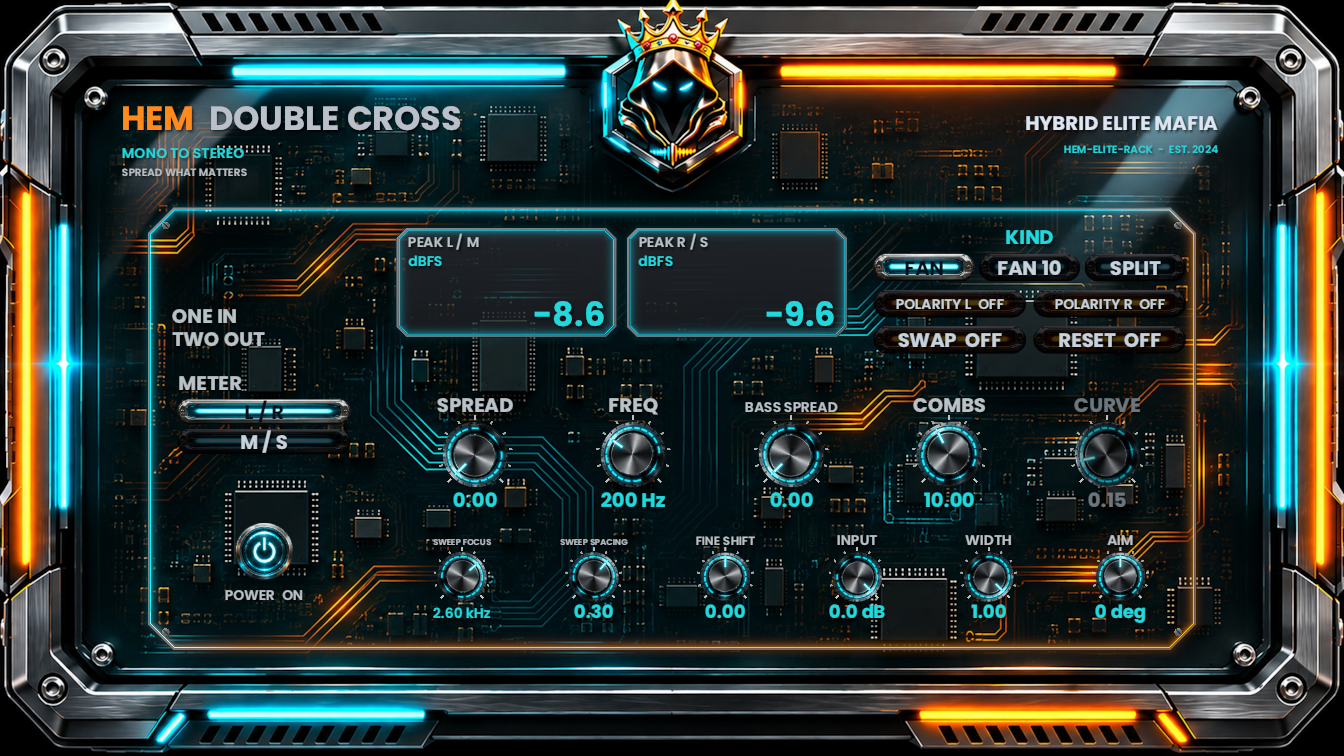 HEM DOUBLE CROSS
MONO TO STEREO
SPREAD WHAT MATTERS
HYBRID ELITE MAFIA
HEM-ELITE-RACK - EST. 2024
PEAK L / M
dBFS
-8.6
PEAK R / S
dBFS
-9.6
KIND
FAN
FAN 10
SPLIT
POLARITY L OFF
POLARITY R OFF
SWAP OFF
RESET OFF
ONE IN
TWO OUT
METER
L / R
M / S
POWER ON
SPREAD
0.00
FREQ
200 Hz
BASS SPREAD
0.00
COMBS
10.00
CURVE
0.15
SWEEP FOCUS
2.60 kHz
SWEEP SPACING
0.30
FINE SHIFT
0.00
INPUT
0.0 dB
WIDTH
1.00
AIM
0 deg